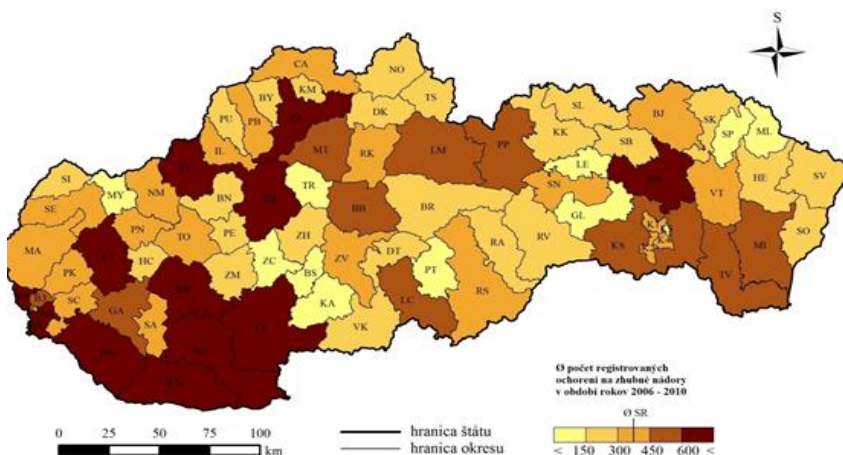 S
CA
NO
BY
KM
TS
PU
PB
DK
SL
BJ
SK
ML
SP
KK
SB
IL
MT
RK
LM
PP
LE
HE
SV
SI
MY
NM
BN
TR
BB
BR
SN
GL
VT
SE
PN
TO
PE
ZH
ZV
DT
RA
RV
KS
MI
SO
MA
PK
HC
ZM
ZC
BS
PT
TV
SC
GA
SA
KA
LC
RS
VK
Ø počet registrovaných
ochorení na zhubné nádory
v období rokov 2006 - 2010
Ø SR
0 25 50 75 100
km
hranica štátu
hranica okresu
< 150 300 450 600 <